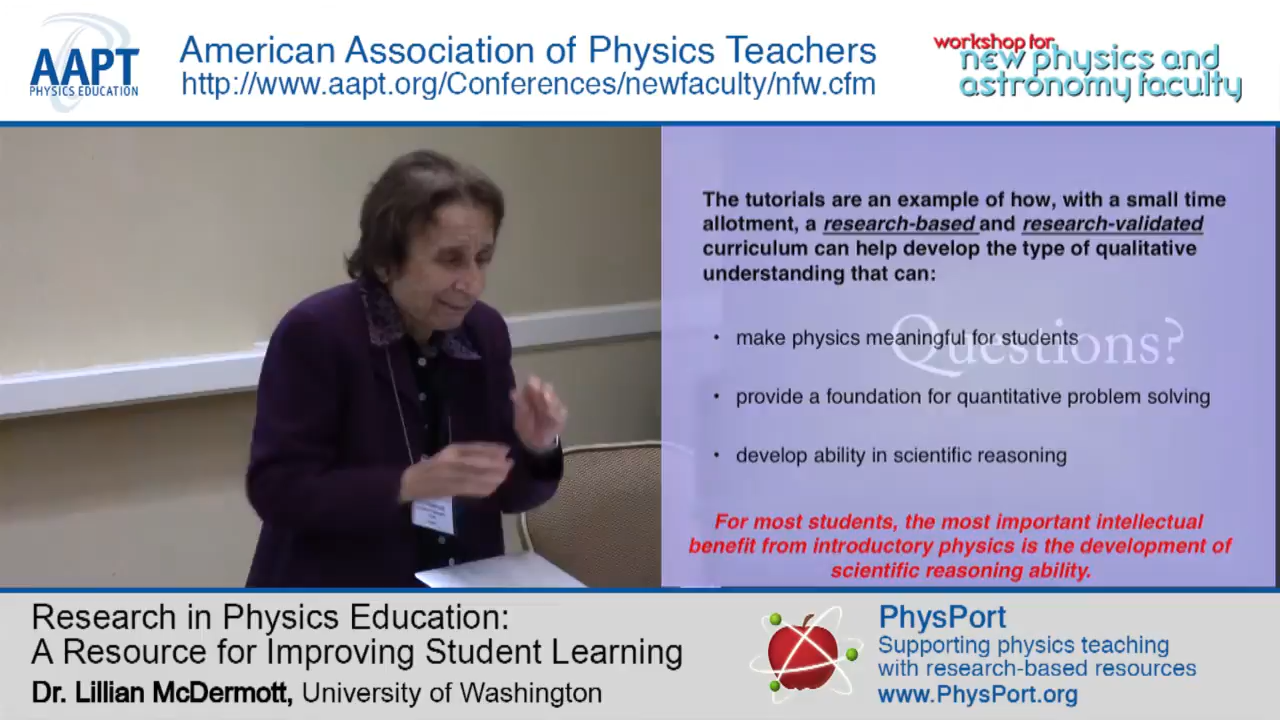 AAPT
PHYSICS EDUCATION
American Association of Physics Teachers
http://www.aapt.org/Conferences/newfaculty/nfw.cfm
workshop for
new physics and
astronomy faculty
The tutorials are an example of how, with a small time
allotment, a research-based and research-validated
curriculum can help develop the type of qualitative
understanding that can:
• make physics meaningful for students
Questions?
• provide a foundation for quantitative problem solving
• develop ability in scientific reasoning
For most students, the most important intellectual
benefit from introductory physics is the development of
scientific reasoning ability.
Research in Physics Education:
A Resource for Improving Student Learning
Dr. Lillian McDermott, University of Washington
PhysPort
Supporting physics teaching
with research-based resources
www.PhysPort.org